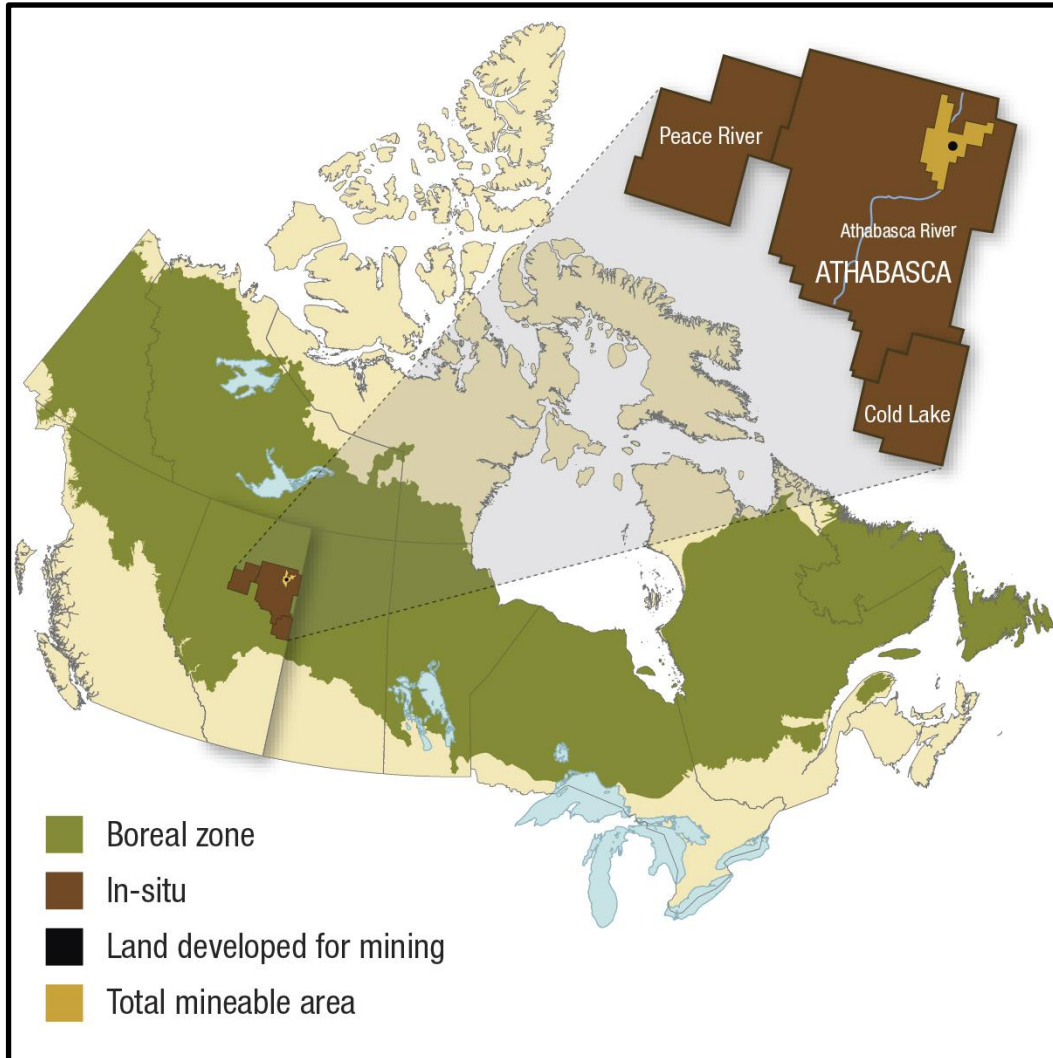 Peace River
Athabasca River
ATHABASCA
Cold Lake
Boreal zone
In-situ
Land developed for mining
Total mineable area